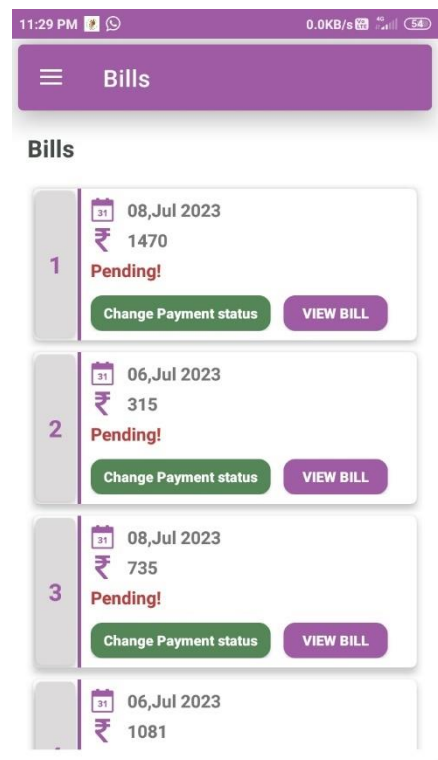 11:29 PM 0.0KB/s 4G 54
Bills
Bills
1
31 08,Jul 2023
₹ 1470
Pending!
Change Payment status VIEW BILL
2
31 06,Jul 2023
₹ 315
Pending!
Change Payment status VIEW BILL
3
31 08,Jul 2023
₹ 735
Pending!
Change Payment status VIEW BILL
31 06,Jul 2023
₹ 1081